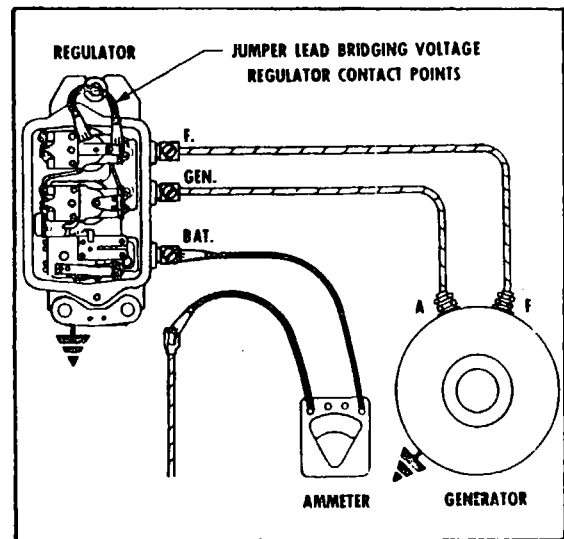 REGULATOR
JUMPER LEAD BRIDGING VOLTAGE
REGULATOR CONTACT POINTS
F.
GEN.
BAT.
A
F
AMMETER
GENERATOR